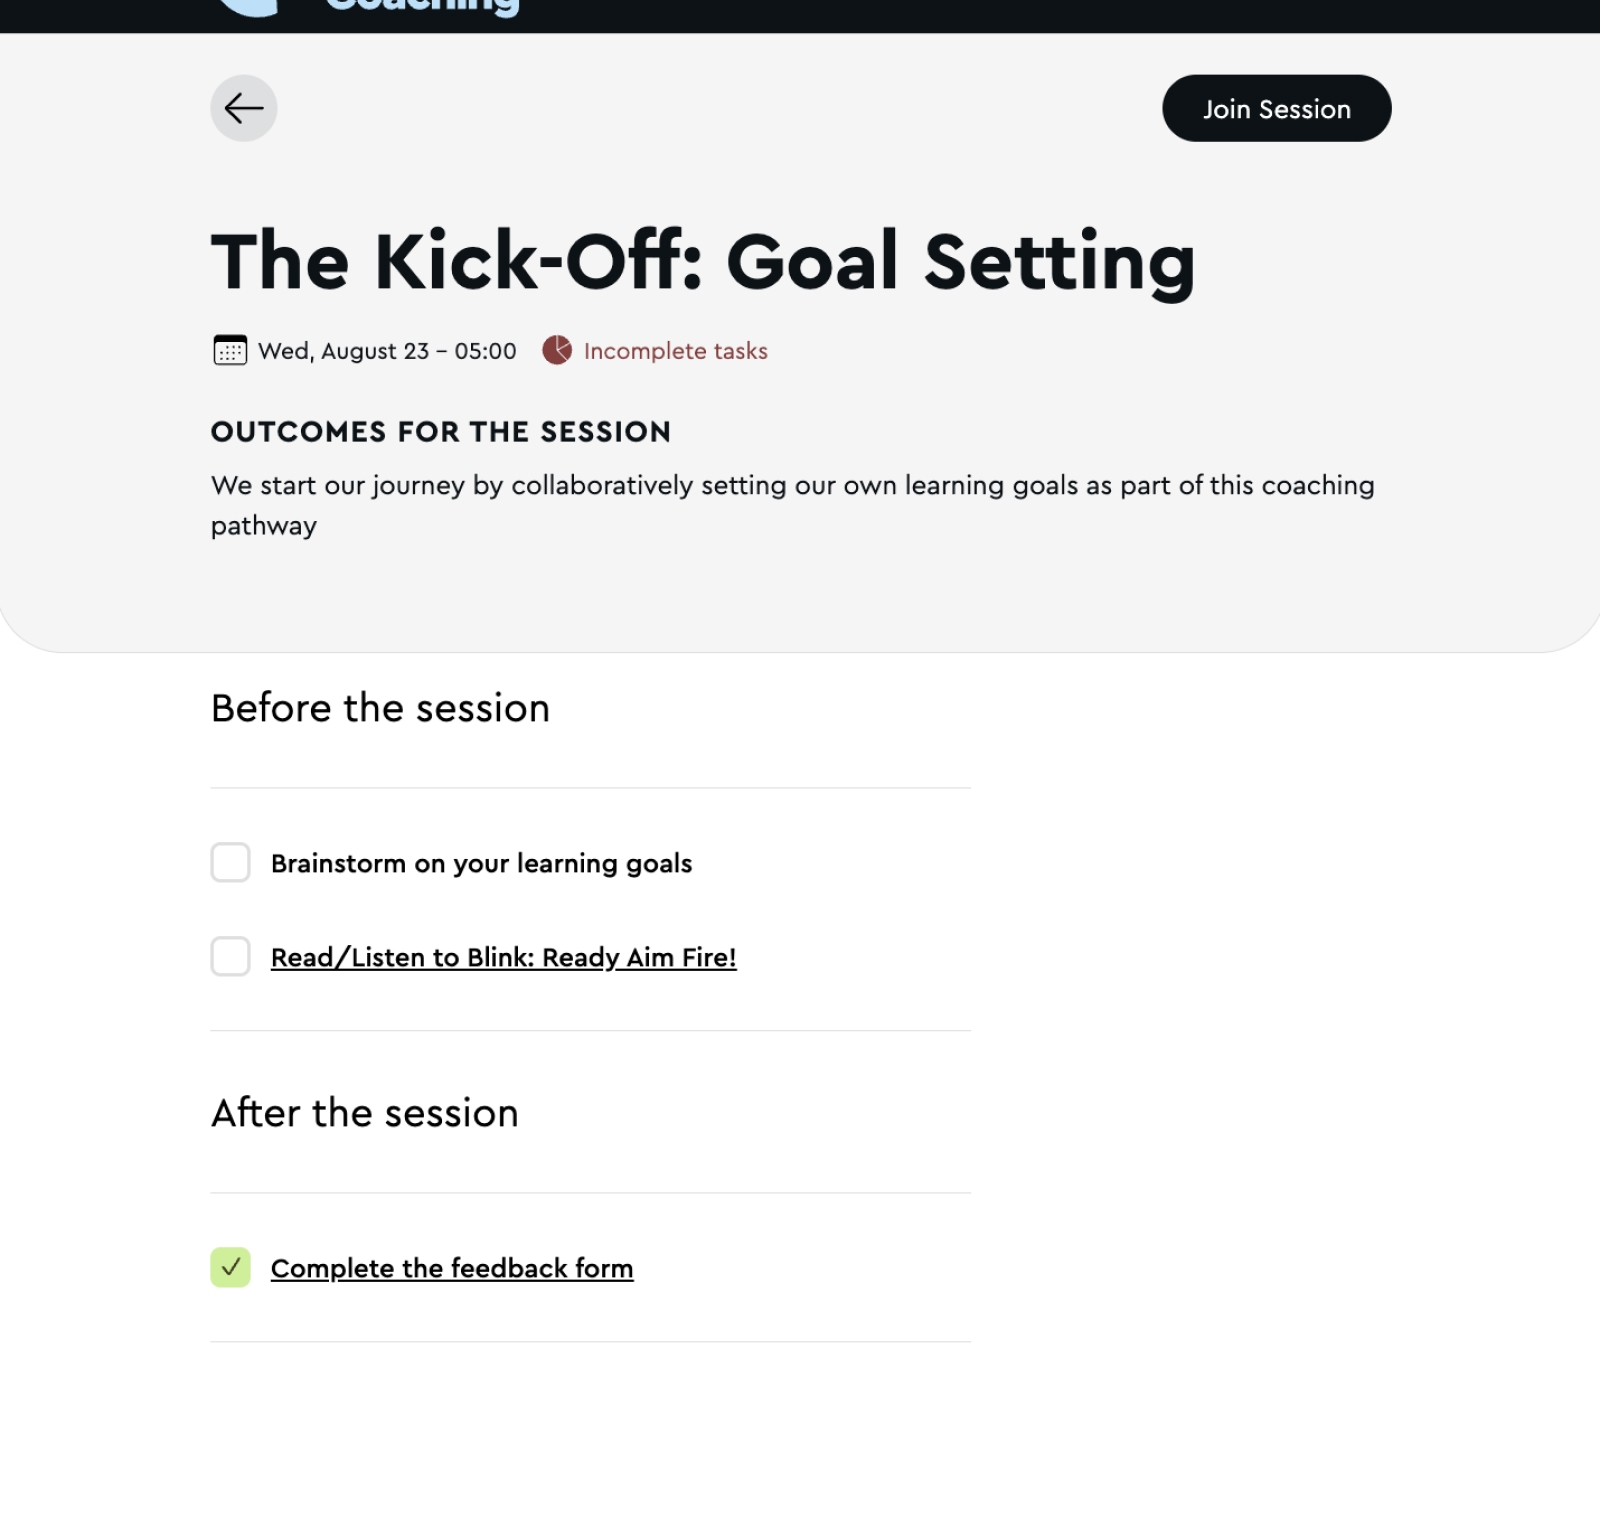 Coaching
Join Session
The Kick-Off: Goal Setting
Wed, August 23 – 05:00
Incomplete tasks
OUTCOMES FOR THE SESSION
We start our journey by collaboratively setting our own learning goals as part of this coaching
pathway
Before the session
Brainstorm on your learning goals
Read/Listen to Blink: Ready Aim Fire!
After the session
Complete the feedback form